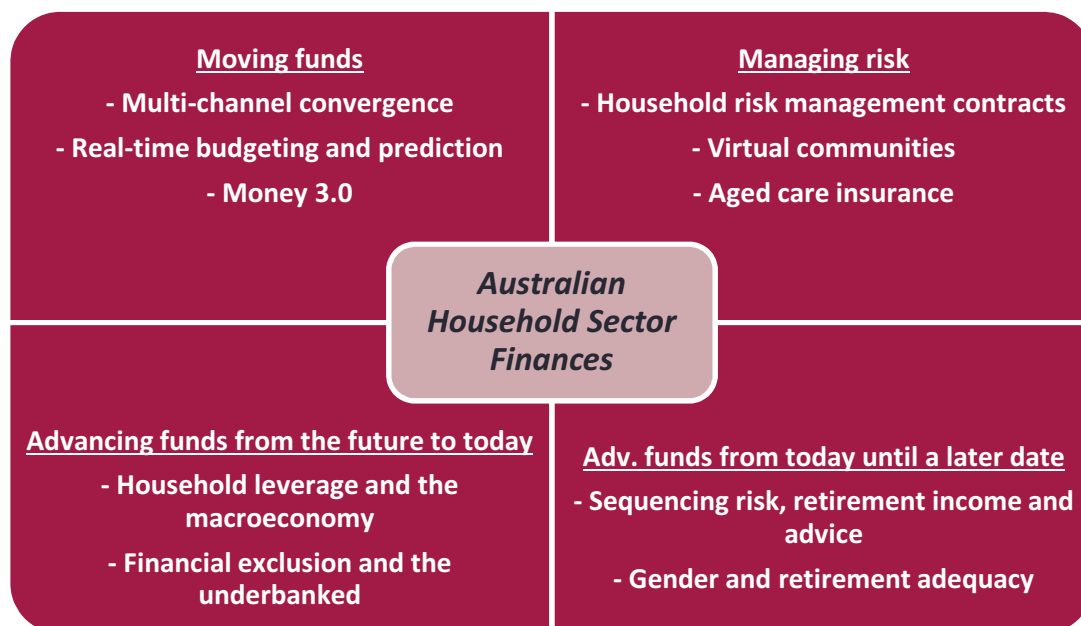 Moving funds
- Multi-channel convergence
- Real-time budgeting and prediction
- Money 3.0
Managing risk
- Household risk management contracts
- Virtual communities
- Aged care insurance
Australian
Household Sector
Finances
Advancing funds from the future to today
- Household leverage and the
macroeconomy
- Financial exclusion and the
underbanked
Adv. funds from today until a later date
- Sequencing risk, retirement income and
advice
- Gender and retirement adequacy